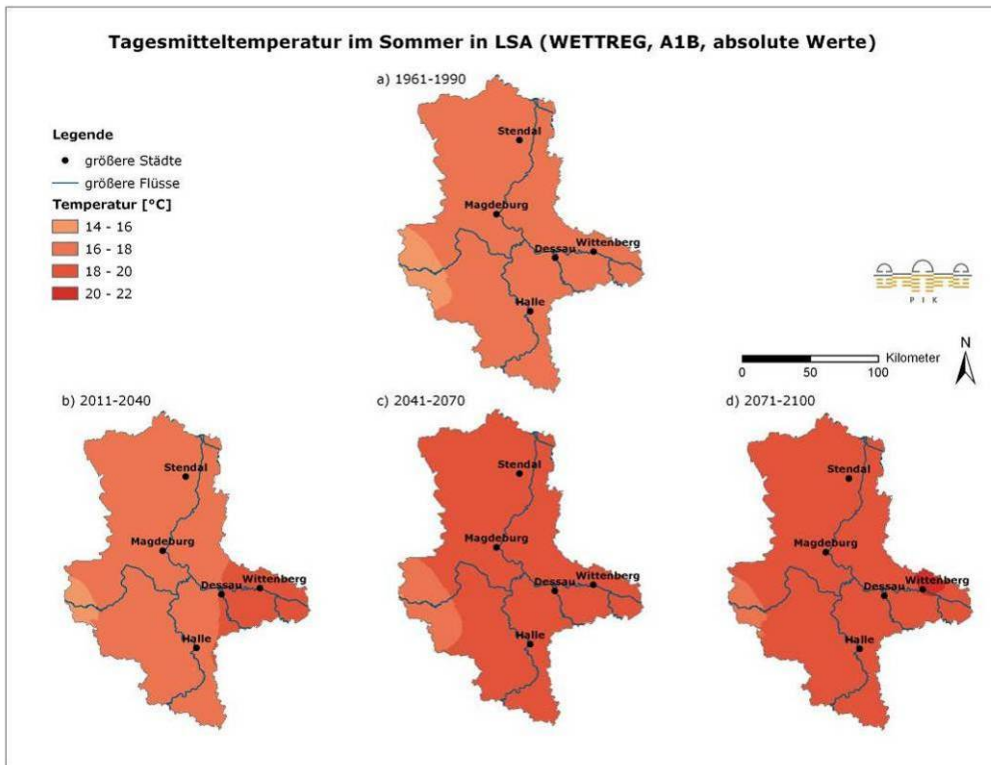 Tagesmitteltemperatur im Sommer in LSA (WETTREG, A1B, absolute Werte)
a) 1961-1990
Legende
größere Städte
größere Flüsse
Temperatur [°C]
14 - 16
16 - 18
18 - 20
20 - 22
Stendal
Magdeburg
Dessau
Wittenberg
Halle
P I K
Kilometer
0 50 100
N
b) 2011-2040
Stendal
Magdeburg
Dessau
Wittenberg
Halle
c) 2041-2070
Stendal
Magdeburg
Dessau
Wittenberg
Halle
d) 2071-2100
Stendal
Magdeburg
Dessau
Wittenberg
Halle